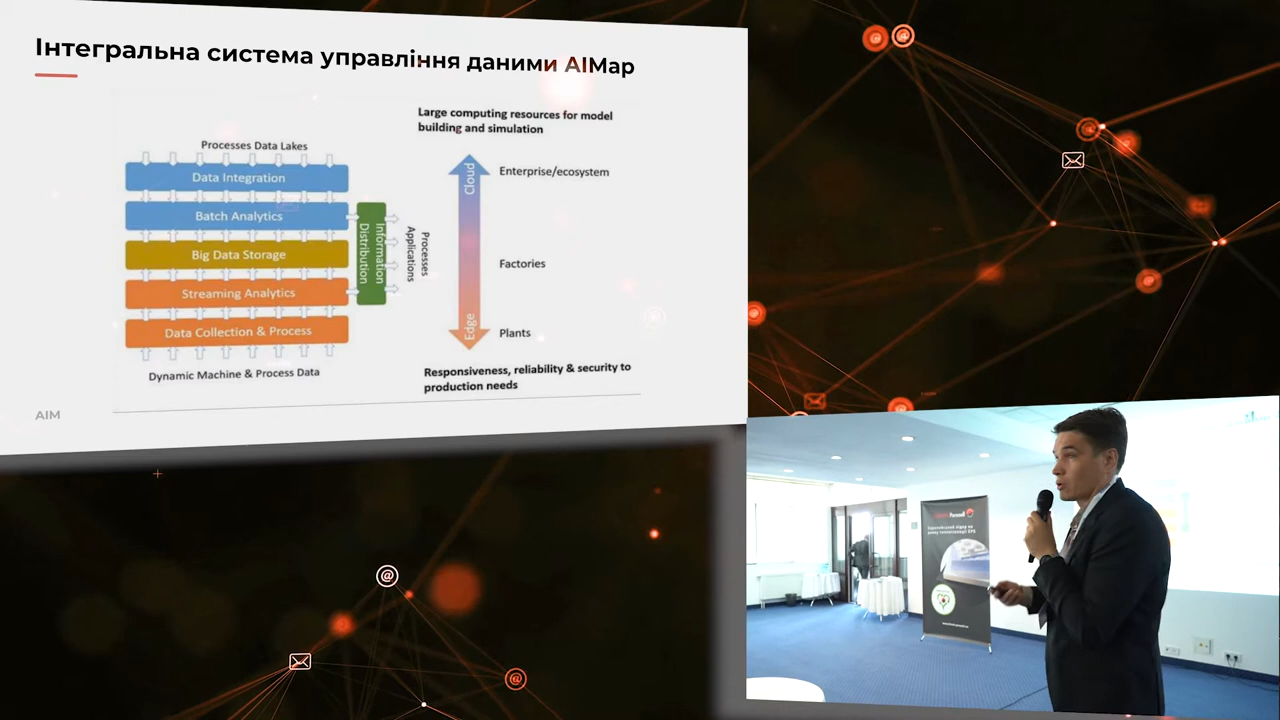 Інтегральна система управління даними AIMap
Large computing resources for model
building and simulation
Processes Data Lakes
Data Integration
Batch Analytics
Big Data Storage
Streaming Analytics
Data Collection & Process
Dynamic Machine & Process Data
Information
Distribution
Processes
Applications
Cloud
Edge
Enterprise/ecosystem
Factories
Plants
Responsiveness, reliability & security to
production needs
AIM